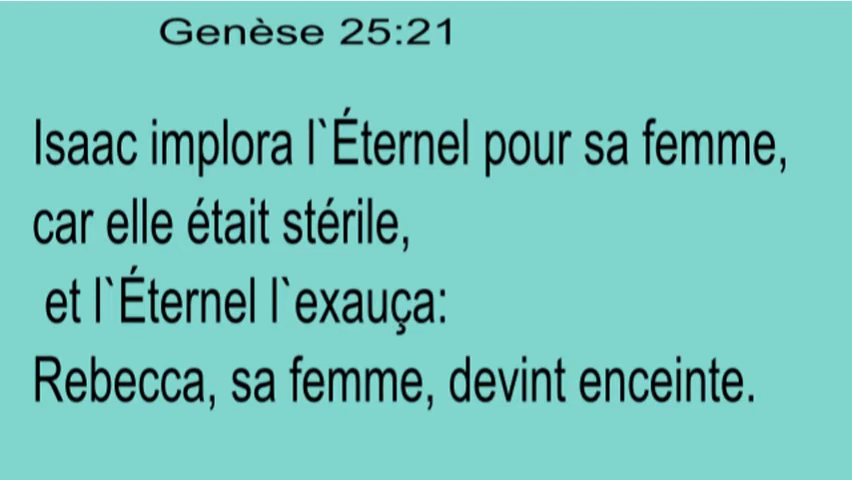 Genèse 25:21
Isaac implora l`Éternel pour sa femme,
car elle était stérile,
et l`Éternel l`exauça:
Rebecca, sa femme, devint enceinte.